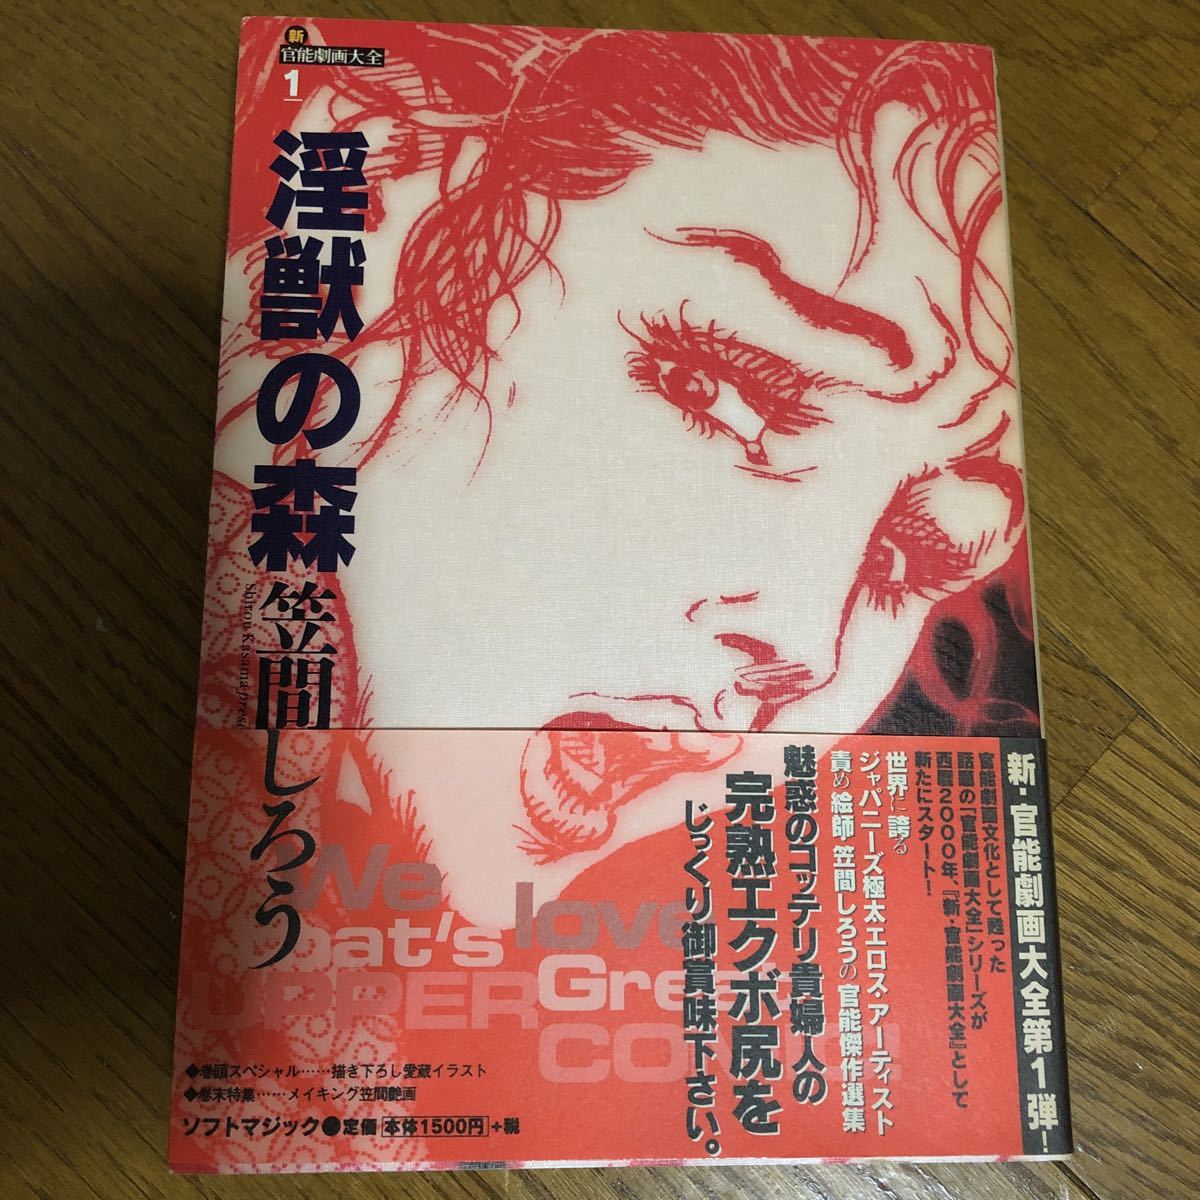 新
官能劇画大全
1
淫獣の森
笠間しろう
Shirou Kasama prese
新・官能劇画大全第1弾!
官能劇画文化として甦った
話題の「官能劇画大全」シリーズが
西暦2000年、『新・官能劇画大全』として
新たにスタート!
世界に誇る
ジャパニーズ極太エロス・アーティスト
責め絵師 笠間しろうの官能傑作選集
魅惑のコッテリ貴婦人の
完熟エクボ尻を
じっくり御賞味下さい。
We love
hat's Great
UPPER
◆巻頭スペシャル……描き下ろし愛蔵イラスト
◆巻末特集……メイキング笠間艶画
ソフトマジック●定価 本体1500円+税